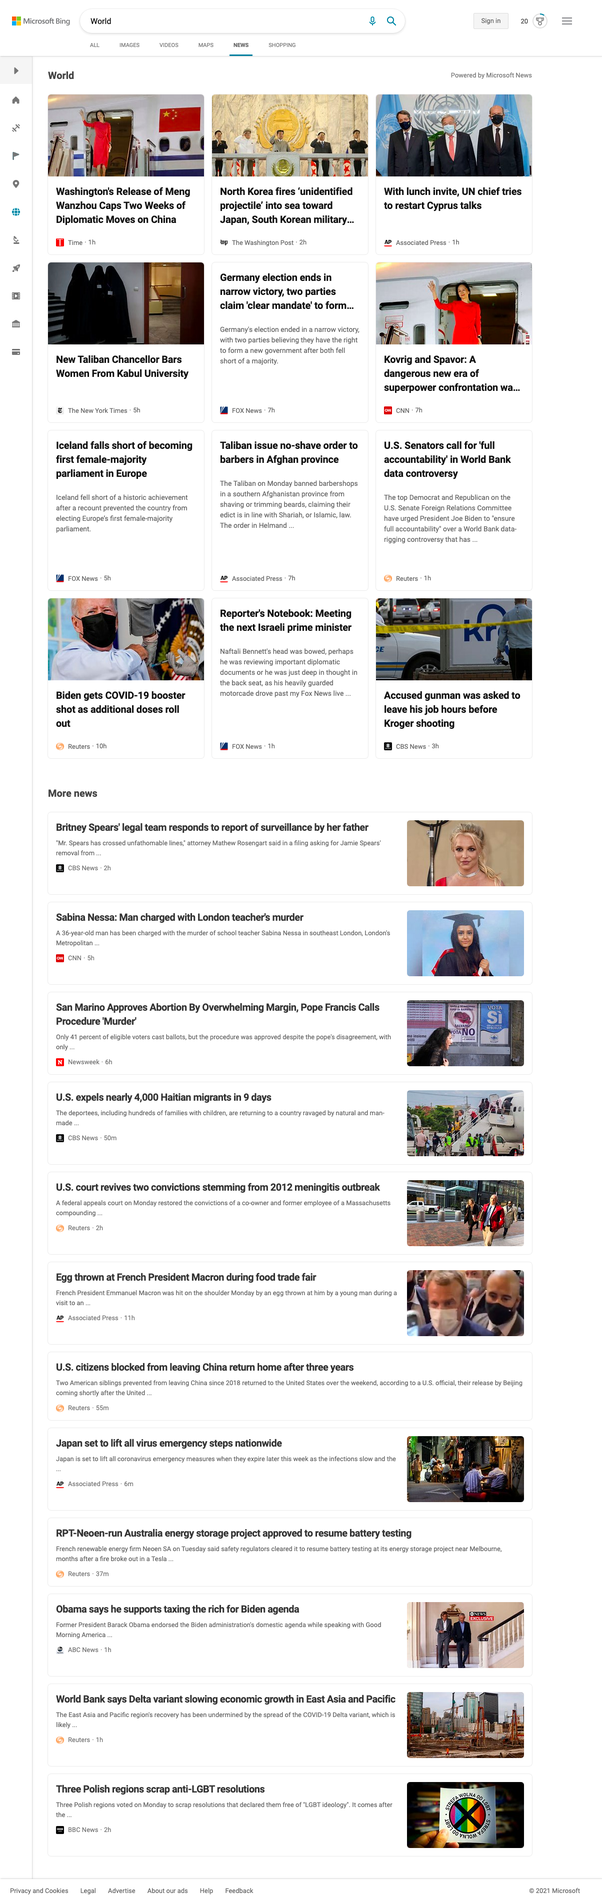 Microsoft Bing
World
Sign in
20
ALL
IMAGES
VIDEOS
MAPS
NEWS
SHOPPING
World
Powered by Microsoft News
Washington's Release of Meng
Wanzhou Caps Two Weeks of
Diplomatic Moves on China
Time · 1h
North Korea fires 'unidentified
projectile' into sea toward
Japan, South Korean military...
wp The Washington Post · 2h
With lunch invite, UN chief tries
to restart Cyprus talks
AP Associated Press · 1h
New Taliban Chancellor Bars
Women From Kabul University
The New York Times · 5h
Germany election ends in
narrow victory, two parties
claim 'clear mandate' to form...
Germany's election ended in a narrow victory,
with two parties believing they have the right
to form a new government after both fell
short of a majority.
FOX News · 7h
Kovrig and Spavor: A
dangerous new era of
superpower confrontation wa...
CNN · 7h
Iceland falls short of becoming
first female-majority
parliament in Europe
Iceland fell short of a historic achievement
after a recount prevented the country from
electing Europe's first female-majority
parliament.
FOX News · 5h
Taliban issue no-shave order to
barbers in Afghan province
The Taliban on Monday banned barbershops
in a southern Afghanistan province from
shaving or trimming beards, claiming their
edict is in line with Shariah, or Islamic, law.
The order in Helmand ...
AP Associated Press · 7h
U.S. Senators call for 'full
accountability' in World Bank
data controversy
The top Democrat and Republican on the
U.S. Senate Foreign Relations Committee
have urged President Joe Biden to "ensure
full accountability" over a World Bank data-
rigging controversy that has ...
Reuters · 1h
Biden gets COVID-19 booster
shot as additional doses roll
out
Reuters · 10h
Reporter's Notebook: Meeting
the next Israeli prime minister
Naftali Bennett's head was bowed, perhaps
he was reviewing important diplomatic
documents or he was just deep in thought in
the back seat, as his heavily guarded
motorcade drove past my Fox News live ...
FOX News · 1h
Accused gunman was asked to
leave his job hours before
Kroger shooting
CBS News · 3h
More news
Britney Spears' legal team responds to report of surveillance by her father
"Mr. Spears has crossed unfathomable lines," attorney Mathew Rosengart said in a filing asking for Jamie Spears'
removal from ...
CBS News · 2h
Sabina Nessa: Man charged with London teacher's murder
A 36-year-old man has been charged with the murder of school teacher Sabina Nessa in southeast London, London's
Metropolitan ...
CNN · 5h
San Marino Approves Abortion By Overwhelming Margin, Pope Francis Calls
Procedure 'Murder'
Only 41 percent of eligible voters cast ballots, but the procedure was approved despite the pope's disagreement, with
only ...
N Newsweek · 6h
U.S. expels nearly 4,000 Haitian migrants in 9 days
The deportees, including hundreds of families with children, are returning to a country ravaged by natural and man-
made ...
CBS News · 50m
U.S. court revives two convictions stemming from 2012 meningitis outbreak
A federal appeals court on Monday restored the convictions of a co-owner and former employee of a Massachusetts
compounding ...
Reuters · 2h
Egg thrown at French President Macron during food trade fair
French President Emmanuel Macron was hit on the shoulder Monday by an egg thrown at him by a young man during a
visit to an ...
AP Associated Press · 11h
U.S. citizens blocked from leaving China return home after three years
Two American siblings prevented from leaving China since 2018 returned to the United States over the weekend, according to a U.S. official, their release by Beijing
coming shortly after the United ...
Reuters · 55m
Japan set to lift all virus emergency steps nationwide
Japan is set to lift all coronavirus emergency measures when they expire later this week as the infections slow and the
...
AP Associated Press · 6m
RPT-Neoen-run Australia energy storage project approved to resume battery testing
French renewable energy firm Neoen SA on Tuesday said safety regulators cleared it to resume battery testing at its energy storage project near Melbourne,
months after a fire broke out in a Tesla ...
Reuters · 37m
Obama says he supports taxing the rich for Biden agenda
Former President Barack Obama endorsed the Biden administration's domestic agenda while speaking with Good
Morning America ...
ABC News · 1h
World Bank says Delta variant slowing economic growth in East Asia and Pacific
The East Asia and Pacific region's recovery has been undermined by the spread of the COVID-19 Delta variant, which is
likely ...
Reuters · 1h
Three Polish regions scrap anti-LGBT resolutions
Three Polish regions voted on Monday to scrap resolutions that declared them free of "LGBT ideology". It comes after
the ...
BBC News · 2h
Privacy and Cookies
Legal
Advertise
About our ads
Help
Feedback
© 2021 Microsoft